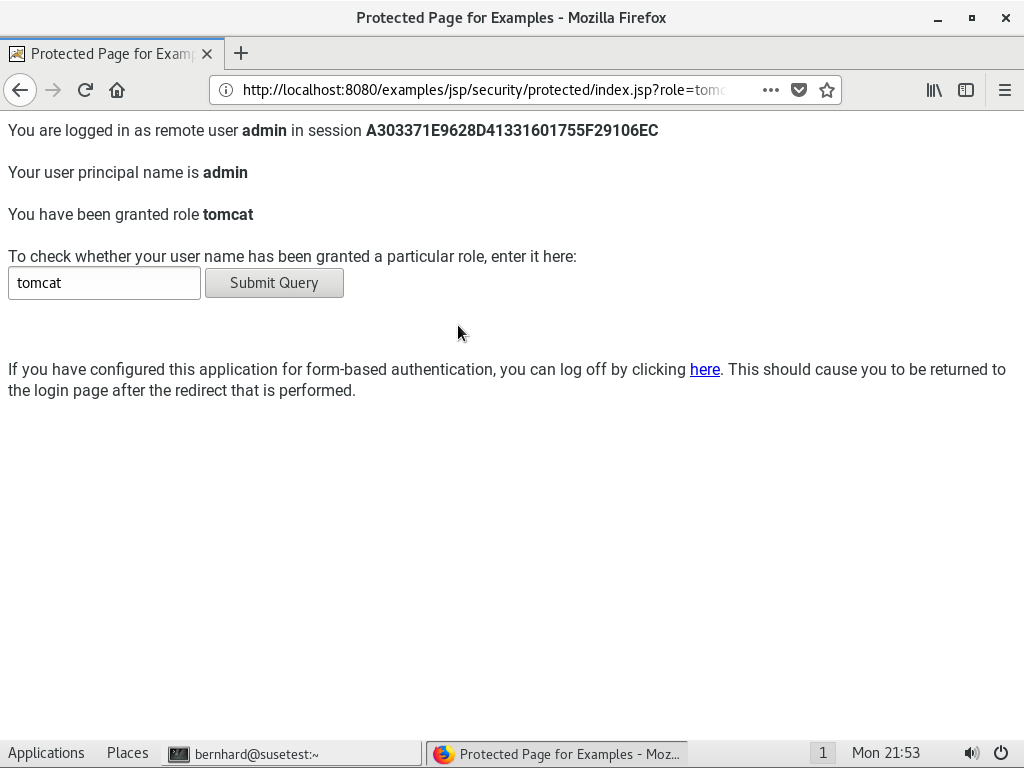 Protected Page for Examples - Mozilla Firefox
Protected Page for Examp
http://localhost:8080/examples/jsp/security/protected/index.jsp?role=tomc
You are logged in as remote user admin in session A303371E9628D41331601755F29106EC
Your user principal name is admin
You have been granted role tomcat
To check whether your user name has been granted a particular role, enter it here:
tomcat Submit Query
If you have configured this application for form-based authentication, you can log off by clicking here. This should cause you to be returned to
the login page after the redirect that is performed.
Applications Places bernhard@susetest:~ Protected Page for Examples - Moz... 1 Mon 21:53